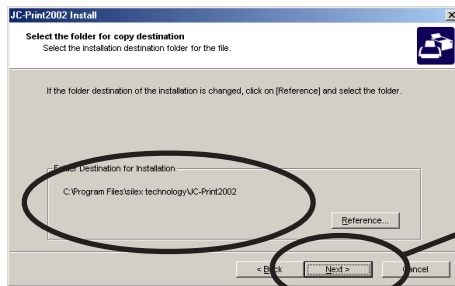 JC-Print2002 Install
Select the folder for copy destination
Select the installation destination folder for the file.
If the folder destination of the installation is changed, click on [Reference] and select the folder.
Folder Destination for Installation
C:\Program Files\silex technology\JC-Print2002
Reference...
< Back
Next >
Cancel